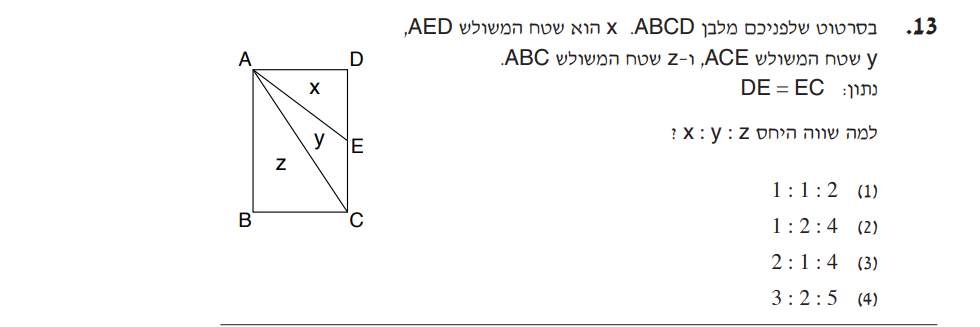 13. בסרטוט שלפניכם מלבן ABCD. x הוא שטח המשולש AED,
y שטח המשולש ACE, ו-z שטח המשולש ABC.
נתון: DE = EC
למה שווה היחס x : y : z ?
(1) 1 : 1 : 2
(2) 1 : 2 : 4
(3) 2 : 1 : 4
(4) 3 : 2 : 5
A D
x
y E
z
B C